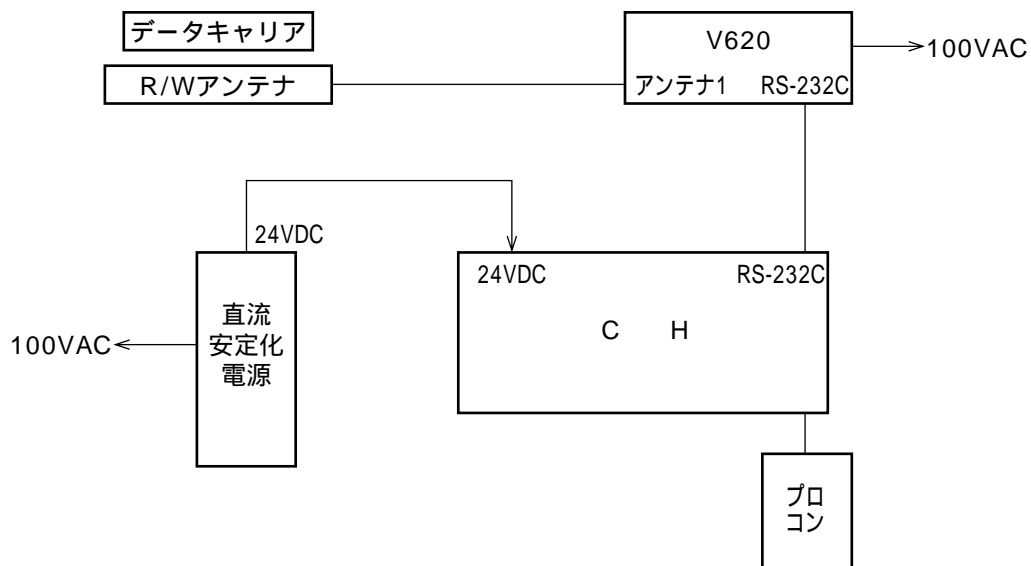 データキャリア
V620
100VAC
R/Wアンテナ
アンテナ1 RS-232C
24VDC
24VDC RS-232C
直流
安定化
電源
100VAC
C H
プロ
コン